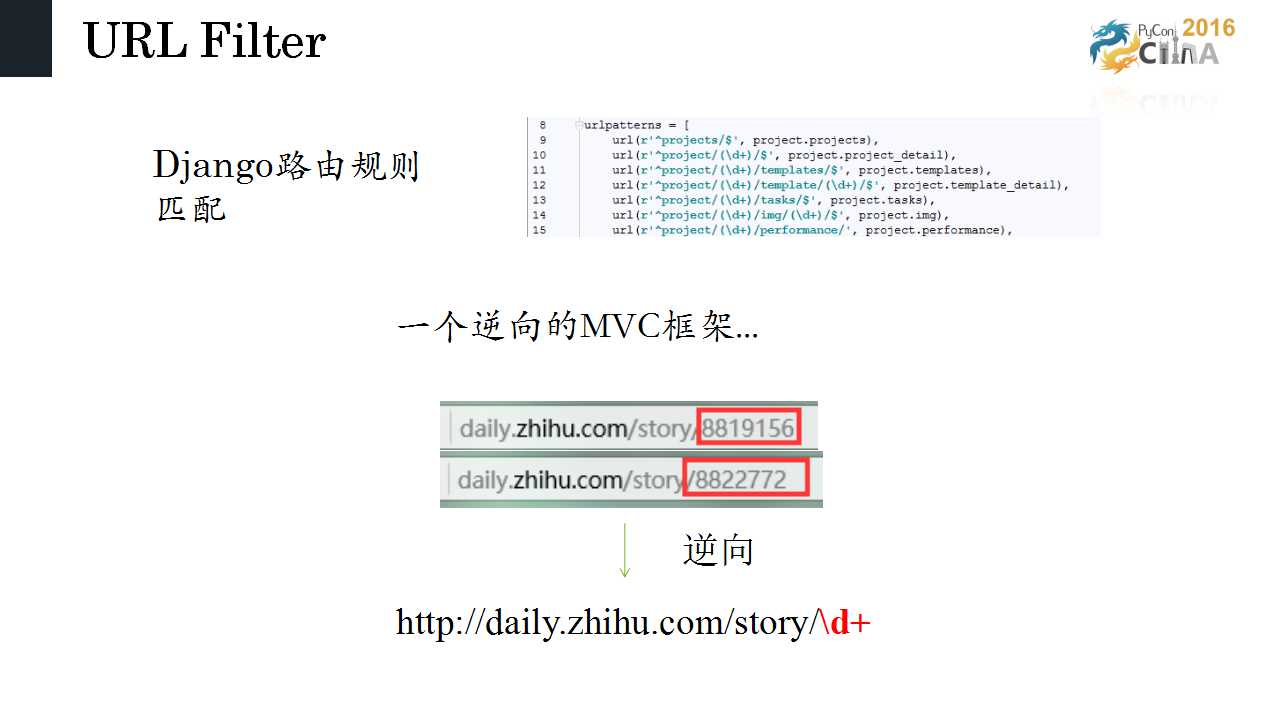 URL Filter
PyCon 2016
CHINA
Django路由规则
匹配
8 urlpatterns = [
9 url(r'^projects/$', project.projects),
10 url(r'^project/(\d+)/$', project.project_detail),
11 url(r'^project/(\d+)/templates/$', project.templates),
12 url(r'^project/(\d+)/template/(\d+)/$', project.template_detail),
13 url(r'^project/(\d+)/tasks/$', project.tasks),
14 url(r'^project/(\d+)/img/(\d+)/$', project.img),
15 url(r'^project/(\d+)/performance/', project.performance),
一个逆向的MVC框架...
daily.zhihu.com/story/8819156
daily.zhihu.com/story/8822772
逆向
http://daily.zhihu.com/story/\d+